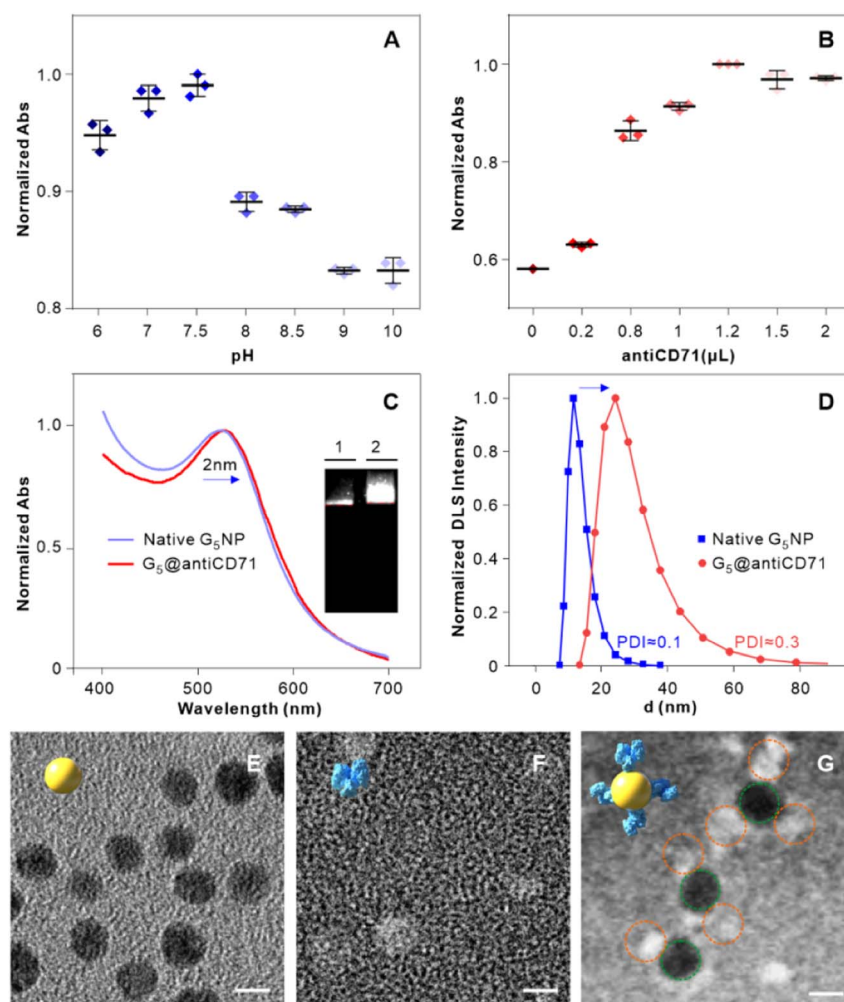 A
Normalized Abs
1.0
0.9
0.8
6 7 7.5 8 8.5 9 10
pH
B
Normalized Abs
1.0
0.8
0.6
0 0.2 0.8 1 1.2 1.5 2
antiCD71(μL)
C
Normalized Abs
1.0
0.5
0
2nm
1 2
Native G₅NP
G₅@antiCD71
400 500 600 700
Wavelength (nm)
D
Normalized DLS Intensity
1.0
0.8
0.6
0.4
0.2
0
Native G₅NP
G₅@antiCD71
PDI≈0.1 PDI≈0.3
0 20 40 60 80
d (nm)
E
F
G